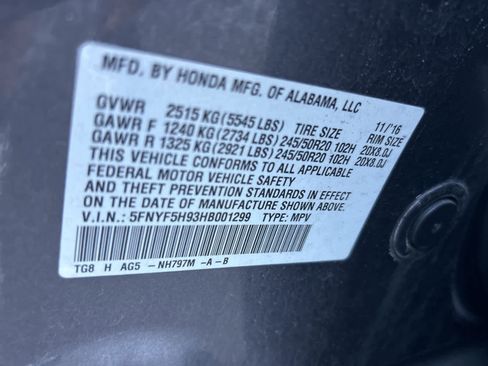 MFD. BY HONDA MFG. OF ALABAMA, LLC
11/'16
GVWR 2515 KG (5545 LBS) TIRE SIZE RIM SIZE
GAWR F 1240 KG (2734 LBS) 245/50R20 102H 20X8.0J
GAWR R 1325 KG (2921 LBS) 245/50R20 102H 20X8.0J
THIS VEHICLE CONFORMS TO ALL APPLICABLE
FEDERAL MOTOR VEHICLE SAFETY
AND THEFT PREVENTION STANDARDS IN EFFECT
ON THE DATE OF MANUFACTURE SHOWN ABOVE.
V.I.N.: 5FNYF5H93HB001299 TYPE: MPV
TG8 H AG5 -NH797M -A-B